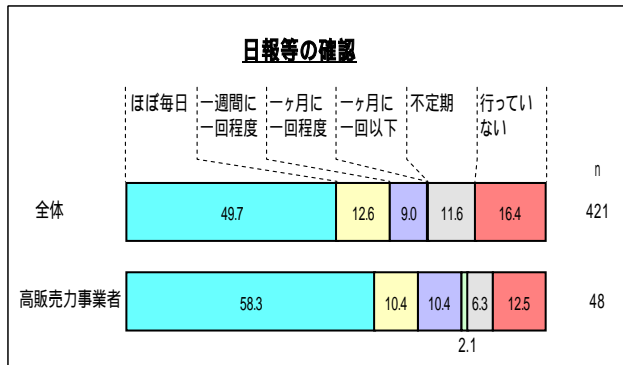 日報等の確認
ほぼ毎日
一週間に
一回程度
一ヶ月に
一回程度
一ヶ月に
一回以下
不定期
行ってい
ない
n
全体
49.7
12.6
9.0
11.6
16.4
421
高販売力事業者
58.3
10.4
10.4
6.3
12.5
48
2.1